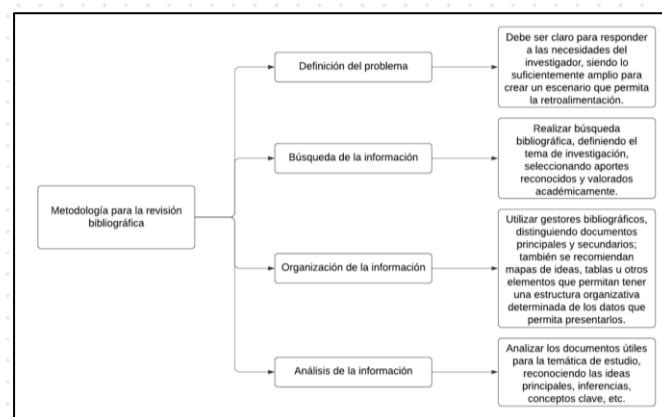 Metodología para la revisión
bibliográfica
Definición del problema
Debe ser claro para responder
a las necesidades del
investigador, siendo lo
suficientemente amplio para
crear un escenario que permita
la retroalimentación.
Búsqueda de la información
Realizar búsqueda
bibliográfica, definiendo el
tema de investigación,
seleccionando aportes
reconocidos y valorados
académicamente.
Organización de la información
Utilizar gestores bibliográficos,
distinguiendo documentos
principales y secundarios;
también se recomiendan
mapas de ideas, tablas u otros
elementos que permitan tener
una estructura organizativa
determinada de los datos que
permita presentarlos.
Análisis de la información
Analizar los documentos útiles
para la temática de estudio,
reconociendo las ideas
principales, inferencias,
conceptos clave, etc.